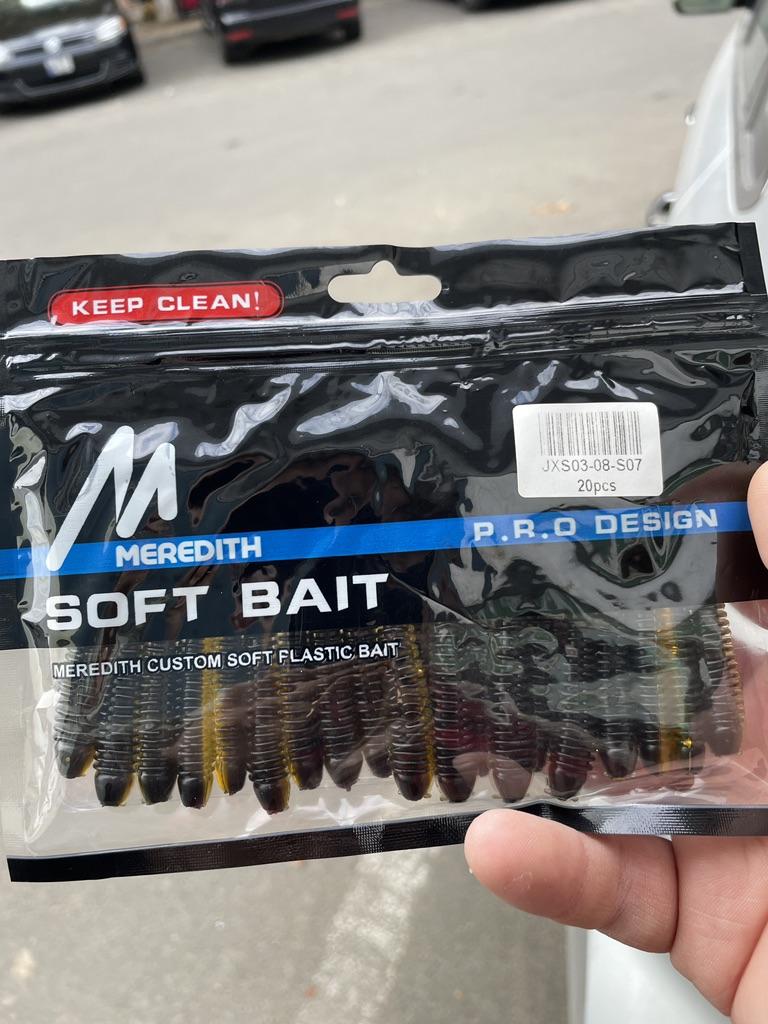 KEEP CLEAN!
JXS03-08-S07
20pcs
MEREDITH
P.R.O DESIGN
SOFT BAIT
MEREDITH CUSTOM SOFT PLASTIC BAIT